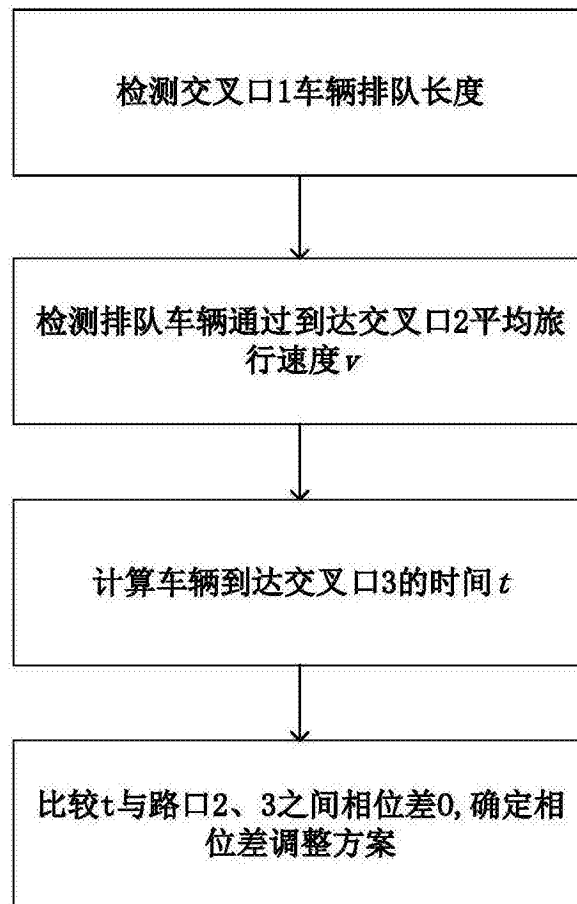 检测交叉口1车辆排队长度
检测排队车辆通过到达交叉口2平均旅
行速度v
计算车辆到达交叉口3的时间t
比较t与路口2、3之间相位差O,确定相
位差调整方案